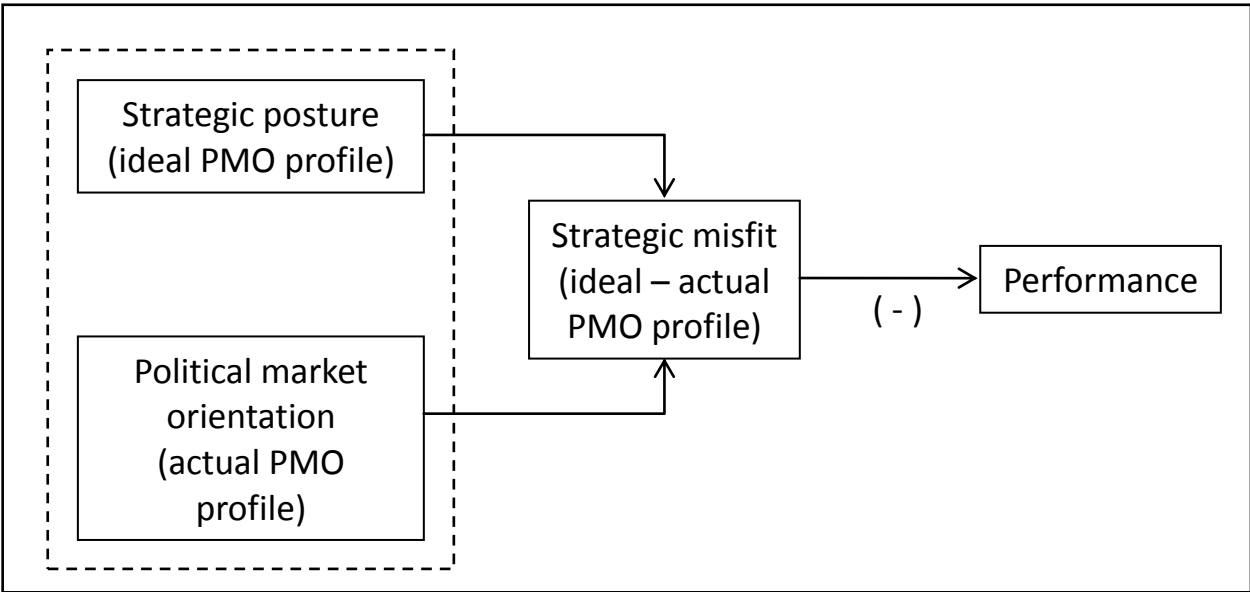 Strategic posture
(ideal PMO profile)
Strategic misfit
(ideal – actual
PMO profile)
Performance
( - )
Political market
orientation
(actual PMO
profile)